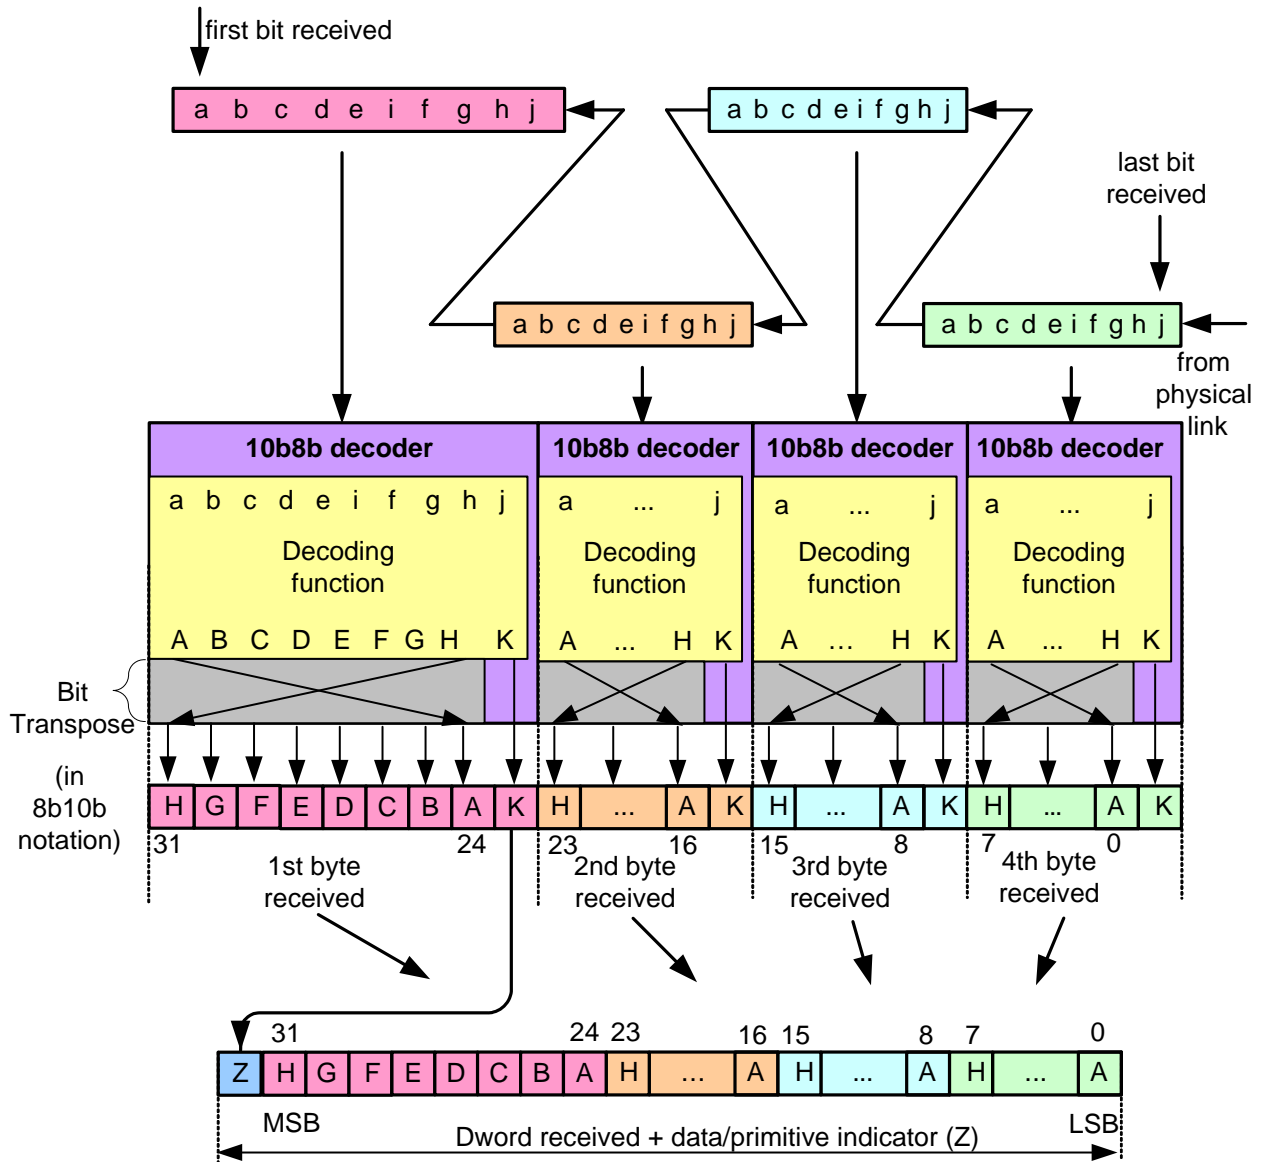 first bit received
a b c d e i f g h j
a b c d e i f g h j
last bit
received
a b c d e i f g h j
a b c d e i f g h j
from
physical
link
10b8b decoder 10b8b decoder 10b8b decoder 10b8b decoder
a b c d e i f g h j a ... j a ... j a ... j
Decoding Decoding Decoding Decoding
function function function function
A B C D E F G H K A ... H K A ... H K A ... H K
Bit
Transpose
(in
8b10b
notation)
H G F E D C B A K H ... A K H ... A K H ... A K
31 24 23 16 15 8 7 0
1st byte 2nd byte 3rd byte 4th byte
received received received received
31 24 23 16 15 8 7 0
Z H G F E D C B A H ... A H ... A H ... A
MSB LSB
Dword received + data/primitive indicator (Z)